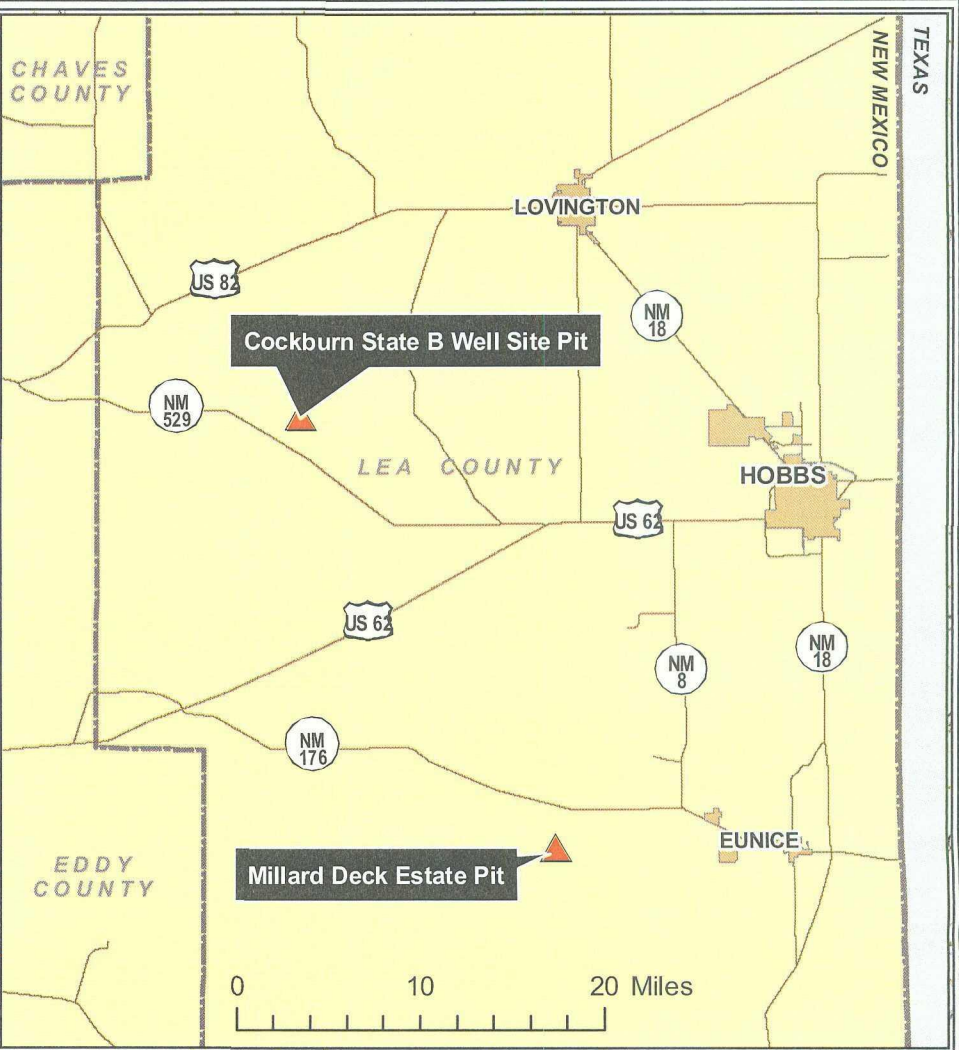 CHAVES
COUNTY
TEXAS
NEW MEXICO
LOVINGTON
US 82
NM
18
Cockburn State B Well Site Pit
NM
529
LEA COUNTY
HOBBS
US 62
US 62
NM
8
NM
18
NM
176
EUNICE
EDDY
COUNTY
Millard Deck Estate Pit
0 10 20 Miles